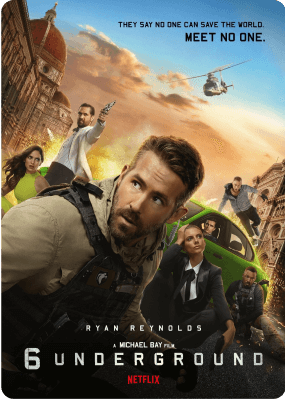 THEY SAY NO ONE CAN SAVE THE WORLD.
MEET NO ONE.
RYAN REYNOLDS
A MICHAEL BAY FILM
6 UNDERGROUND
NETFLIX